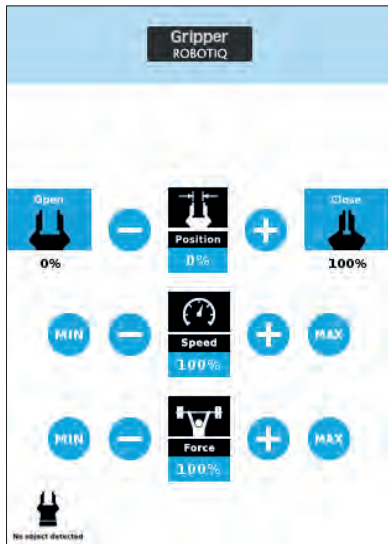 Gripper
ROBOTIQ
Open
Close
Position
0%
0%
100%
MIN
Speed
MAX
100%
MIN
Force
MAX
100%
No object detected